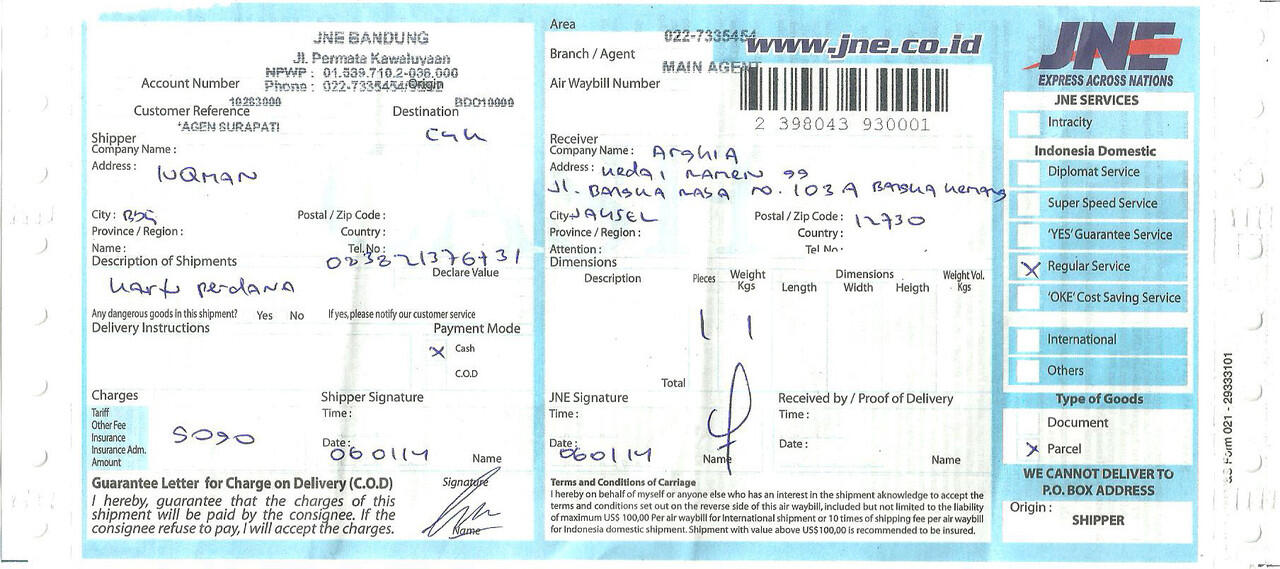 JNE BANDUNG
Jl. Permata Kawaluyaan
NPWP : 01.539.710.2-036.000
Phone : 022-7335454
Account Number
Origin
10263000
BDO10000
Customer Reference
Destination
*AGEN SURAPATI
CGK
Shipper
Company Name :
Address : LUQMAN
City : BDG
Postal / Zip Code :
Province / Region :
Country :
Name :
Tel.No :
Description of Shipments
Declare Value
kartu perdana
Any dangerous goods in this shipment? Yes No If yes, please notify our customer service
Delivery Instructions
Payment Mode
X Cash
C.O.D
Charges
Tariff
Other Fee
Insurance
Insurance Adm.
Amount
9090
Shipper Signature
Time :
Date : 060114
Name
Guarantee Letter for Charge on Delivery (C.O.D)
I hereby, guarantee that the charges of this
shipment will be paid by the consignee. If the
consignee refuse to pay, I will accept the charges.
Signature
Name
Area
022-7335454
Branch / Agent
MAIN AGENT
Air Waybill Number
www.jne.co.id
2 398043 930001
Receiver
Company Name : ArghiA
Address : kedai RAMEN 99
Jl. BANGKA RAYA NO. 103 A BANGKA Kemang
City : JAKSEL
Postal / Zip Code : 12730
Province / Region :
Country :
Attention :
Tel No :
Dimensions
Description
Pieces
Weight Kgs
Dimensions
Length Width Heigth
Weight Vol. Kgs
1 1
Total
JNE Signature
Time :
Date : 060114
Name
Received by / Proof of Delivery
Time :
Date :
Name
Terms and Conditions of Carriage
I hereby on behalf of myself or anyone else who has an interest in the shipment aknowledge to accept the
terms and conditions set out on the reverse side of this air waybill, included but not limited to the liability
of maximum US$ 100,00 Per air waybill for International shipment or 10 times of shipping fee per air waybill
for Indonesia domestic shipment. Shipment with value above US$100,00 is recommended to be insured.
JNE
EXPRESS ACROSS NATIONS
JNE SERVICES
Intracity
Indonesia Domestic
Diplomat Service
Super Speed Service
'YES' Guarantee Service
X Regular Service
'OKE' Cost Saving Service
International
Others
Type of Goods
Document
X Parcel
WE CANNOT DELIVER TO
P.O. BOX ADDRESS
Origin :
SHIPPER
Form 021 - 29333101